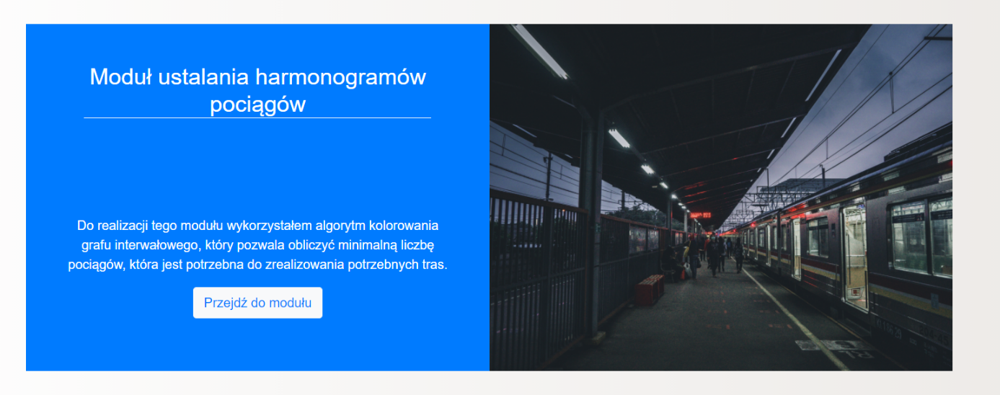 Moduł ustalania harmonogramów
pociągów
Do realizacji tego modułu wykorzystałem algorytm kolorowania
grafu interwałowego, który pozwala obliczyć minimalną liczbę
pociągów, która jest potrzebna do zrealizowania potrzebnych tras.
Przejdź do modułu